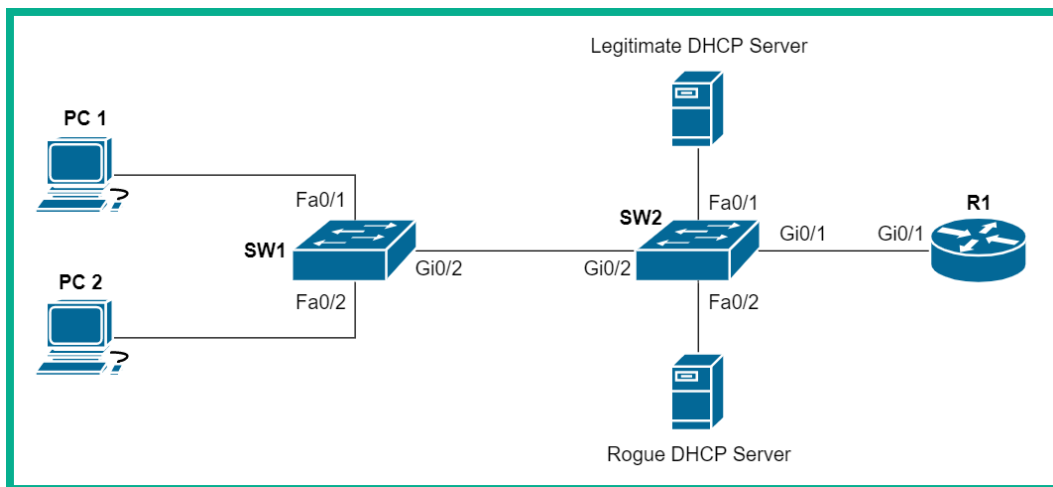 Legitimate DHCP Server
PC 1
Fa0/1
Fa0/1
R1
SW2
SW1
Gi0/1
Gi0/1
Gi0/2
Gi0/2
PC 2
Fa0/2
Fa0/2
Rogue DHCP Server